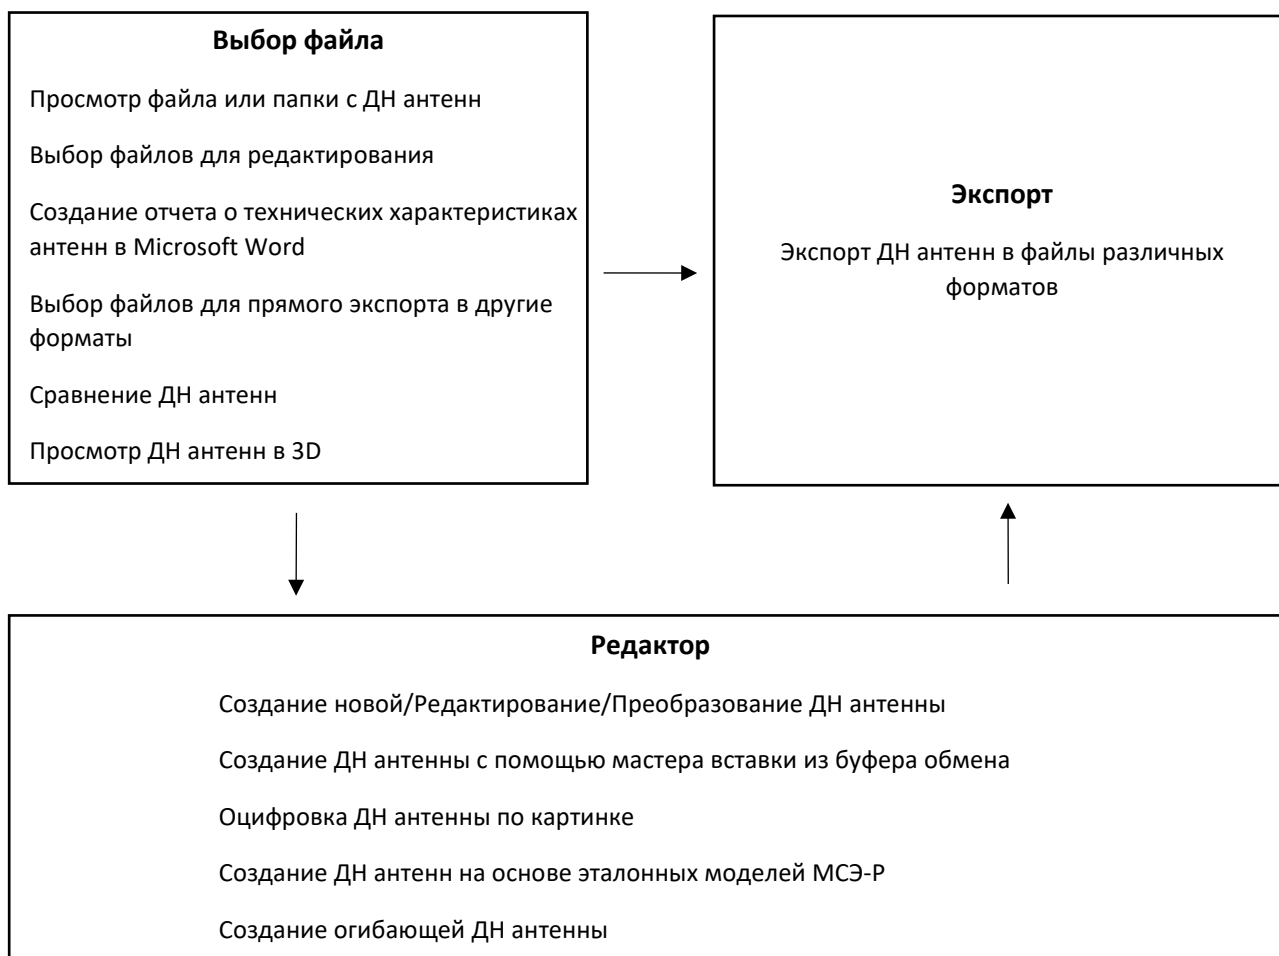 Выбор файла
Просмотр файла или папки с ДН антенн
Выбор файлов для редактирования
Создание отчета о технических характеристиках
антенн в Microsoft Word
Выбор файлов для прямого экспорта в другие
форматы
Сравнение ДН антенн
Просмотр ДН антенн в 3D
Экспорт
Экспорт ДН антенн в файлы различных
форматов
Редактор
Создание новой/Редактирование/Преобразование ДН антенны
Создание ДН антенны с помощью мастера вставки из буфера обмена
Оцифровка ДН антенны по картинке
Создание ДН антенн на основе эталонных моделей МСЭ-Р
Создание огибающей ДН антенны